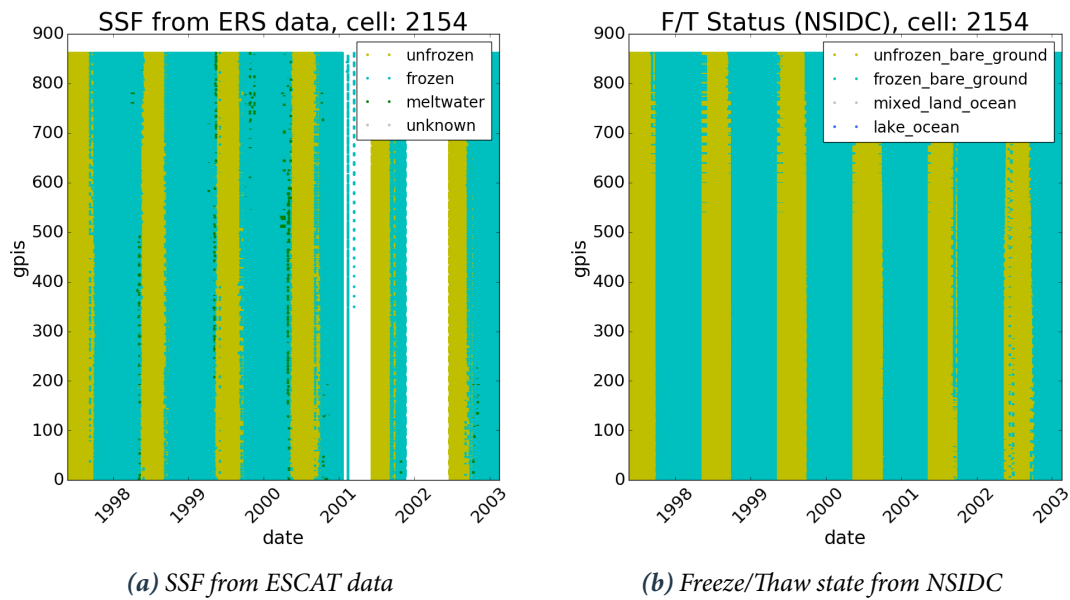 SSF from ERS data, cell: 2154
unfrozen
frozen
meltwater
unknown
900
800
700
600
500
400
300
200
100
0
gpis
1998
1999
2000
2001
2002
2003
date
(a) SSF from ESCAT data
F/T Status (NSIDC), cell: 2154
unfrozen_bare_ground
frozen_bare_ground
mixed_land_ocean
lake_ocean
900
800
700
600
500
400
300
200
100
0
gpis
1998
1999
2000
2001
2002
2003
date
(b) Freeze/Thaw state from NSIDC